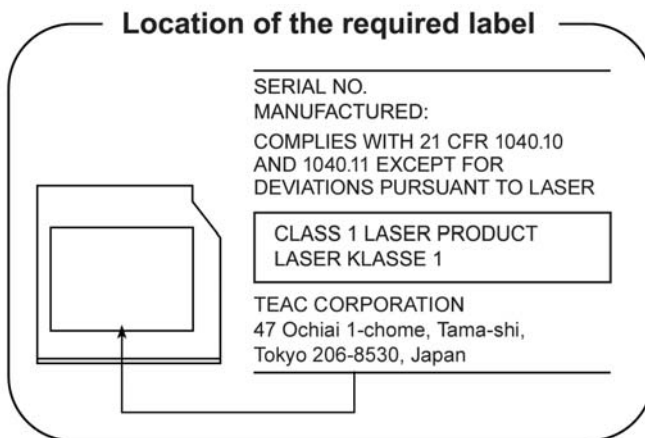 Location of the required label
SERIAL NO.
MANUFACTURED:
COMPLIES WITH 21 CFR 1040.10
AND 1040.11 EXCEPT FOR
DEVIATIONS PURSUANT TO LASER
CLASS 1 LASER PRODUCT
LASER KLASSE 1
TEAC CORPORATION
47 Ochiai 1-chome, Tama-shi,
Tokyo 206-8530, Japan